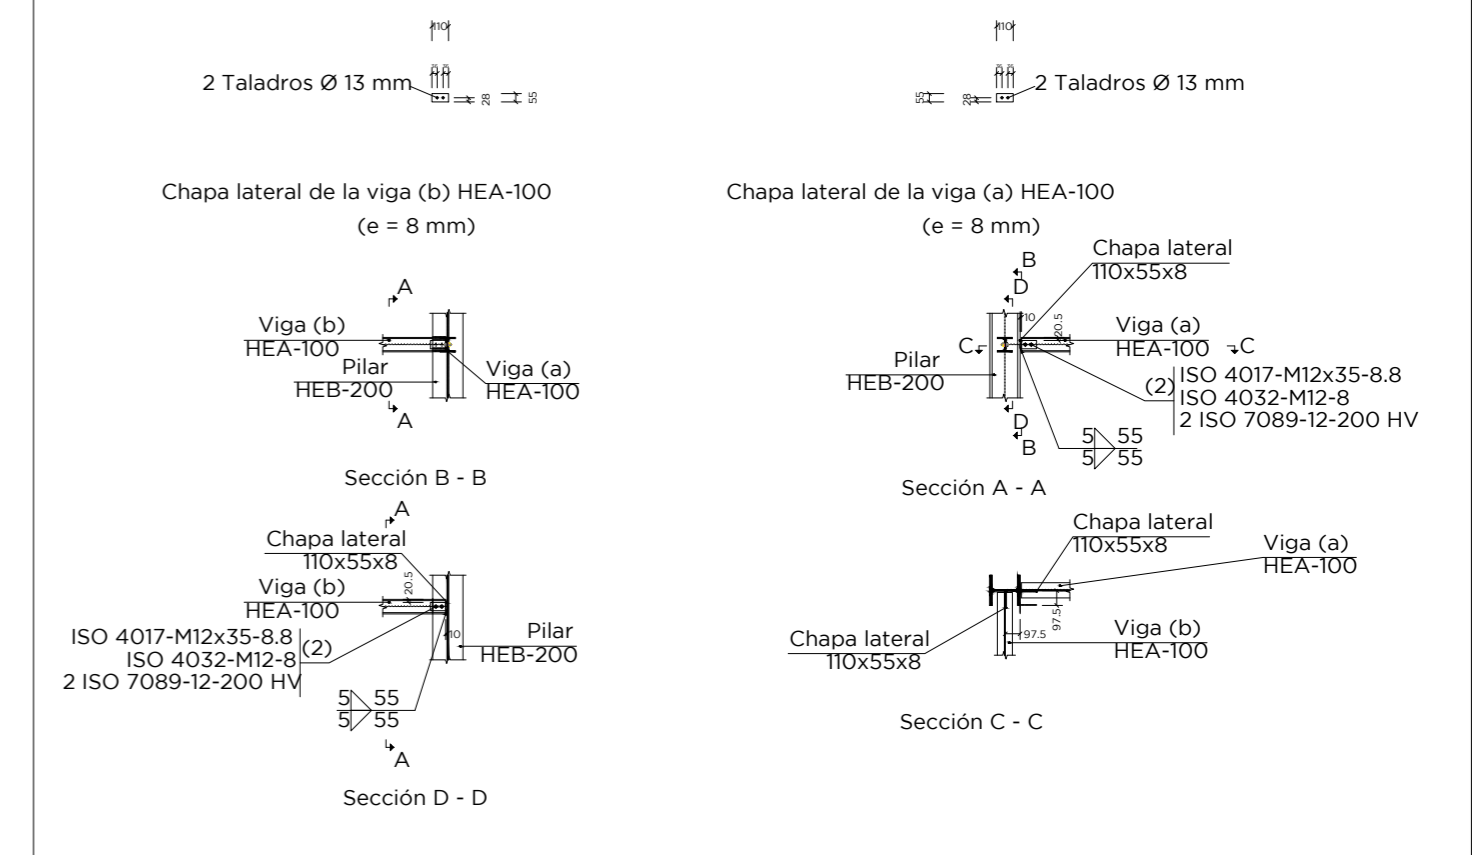 110
110
2 Taladros Ø 13 mm
28
55
55
28
2 Taladros Ø 13 mm
Chapa lateral de la viga (b) HEA-100
(e = 8 mm)
Chapa lateral de la viga (a) HEA-100
(e = 8 mm)
A
Viga (b)
HEA-100
Pilar
HEB-200
Viga (a)
HEA-100
A
Sección B - B
B
D
Chapa lateral
110x55x8
10
20.5
Viga (a)
HEA-100
C
C
Pilar
HEB-200
(2)
ISO 4017-M12x35-8.8
ISO 4032-M12-8
2 ISO 7089-12-200 HV
D
B
5 55
5 55
Sección A - A
A
Chapa lateral
110x55x8
Viga (b)
HEA-100
20.5
ISO 4017-M12x35-8.8
ISO 4032-M12-8
2 ISO 7089-12-200 HV
(2)
10
Pilar
HEB-200
5 55
5 55
A
Sección D - D
Chapa lateral
110x55x8
Viga (a)
HEA-100
97.5
97.5
Chapa lateral
110x55x8
Viga (b)
HEA-100
Sección C - C